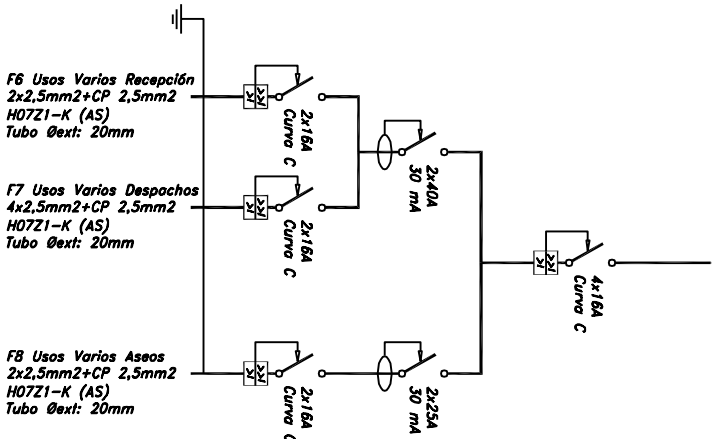 F6 Usos Varios Recepción
2x2,5mm2+CP 2,5mm2
H07Z1-K (AS)
Tubo Øext: 20mm
2x16A
Curva C
2x40A
30 mA
F7 Usos Varios Despachos
4x2,5mm2+CP 2,5mm2
H07Z1-K (AS)
Tubo Øext: 20mm
2x16A
Curva C
4x16A
Curva C
F8 Usos Varios Aseos
2x2,5mm2+CP 2,5mm2
H07Z1-K (AS)
Tubo Øext: 20mm
2x16A
Curva C
2x25A
30 mA